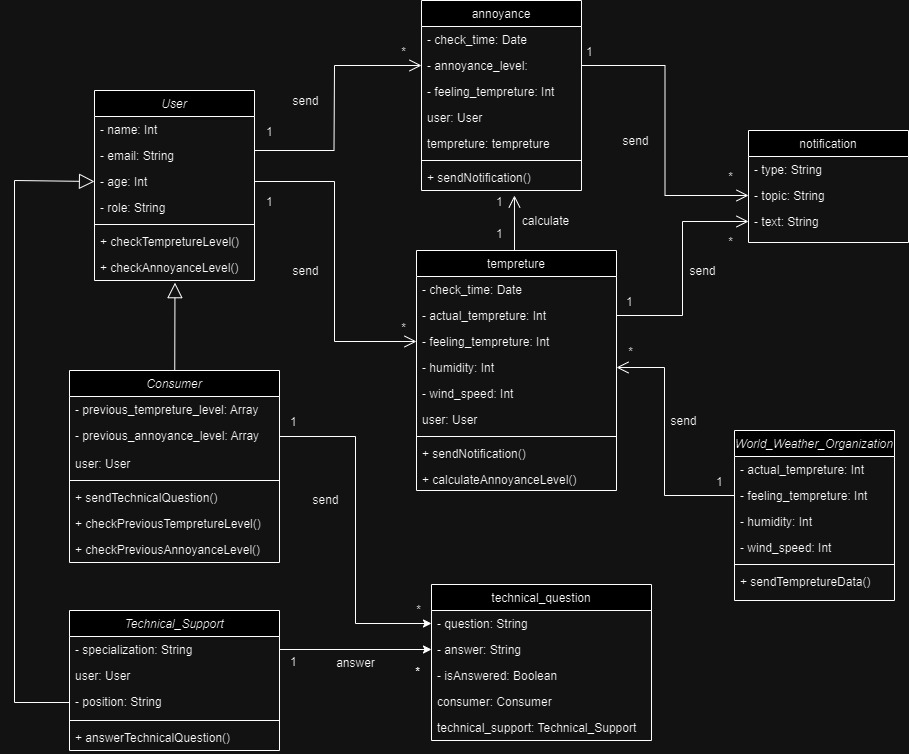 annoyance
- check_time: Date
- annoyance_level:
- feeling_tempreture: Int
user: User
tempreture: tempreture
+ sendNotification()
*
1
send
1
User
- name: Int
- email: String
- age: Int
- role: String
+ checkTempretureLevel()
+ checkAnnoyanceLevel()
send
notification
- type: String
- topic: String
- text: String
*
*
1
1
calculate
1
send
*
tempreture
- check_time: Date
- actual_tempreture: Int
- feeling_tempreture: Int
- humidity: Int
- wind_speed: Int
user: User
+ sendNotification()
+ calculateAnnoyanceLevel()
send
1
*
Consumer
- previous_tempreture_level: Array
- previous_annoyance_level: Array
user: User
+ sendTechnicalQuestion()
+ checkPreviousTempretureLevel()
+ checkPreviousAnnoyanceLevel()
1
send
send
1
World_Weather_Organization
- actual_tempreture: Int
- feeling_tempreture: Int
- humidity: Int
- wind_speed: Int
+ sendTempretureData()
*
technical_question
- question: String
- answer: String
- isAnswered: Boolean
consumer: Consumer
technical_support: Technical_Support
Technical_Support
- specialization: String
user: User
- position: String
+ answerTechnicalQuestion()
1
answer
*